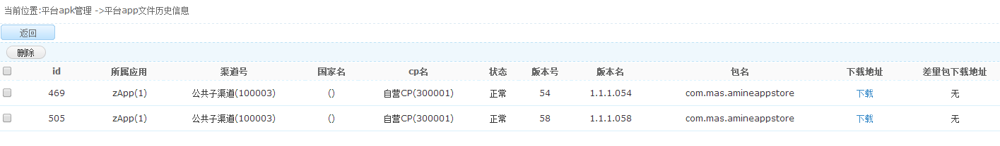 当前位置:平台apk管理 ->平台app文件历史信息
返回
删除
id 所属应用 渠道号 国家名 cp名 状态 版本号 版本名 包名 下载地址 差量包下载地址
469 zApp(1) 公共子渠道(100003) () 自营CP(300001) 正常 54 1.1.1.054 com.mas.amineappstore 下载 无
505 zApp(1) 公共子渠道(100003) () 自营CP(300001) 正常 58 1.1.1.058 com.mas.amineappstore 下载 无